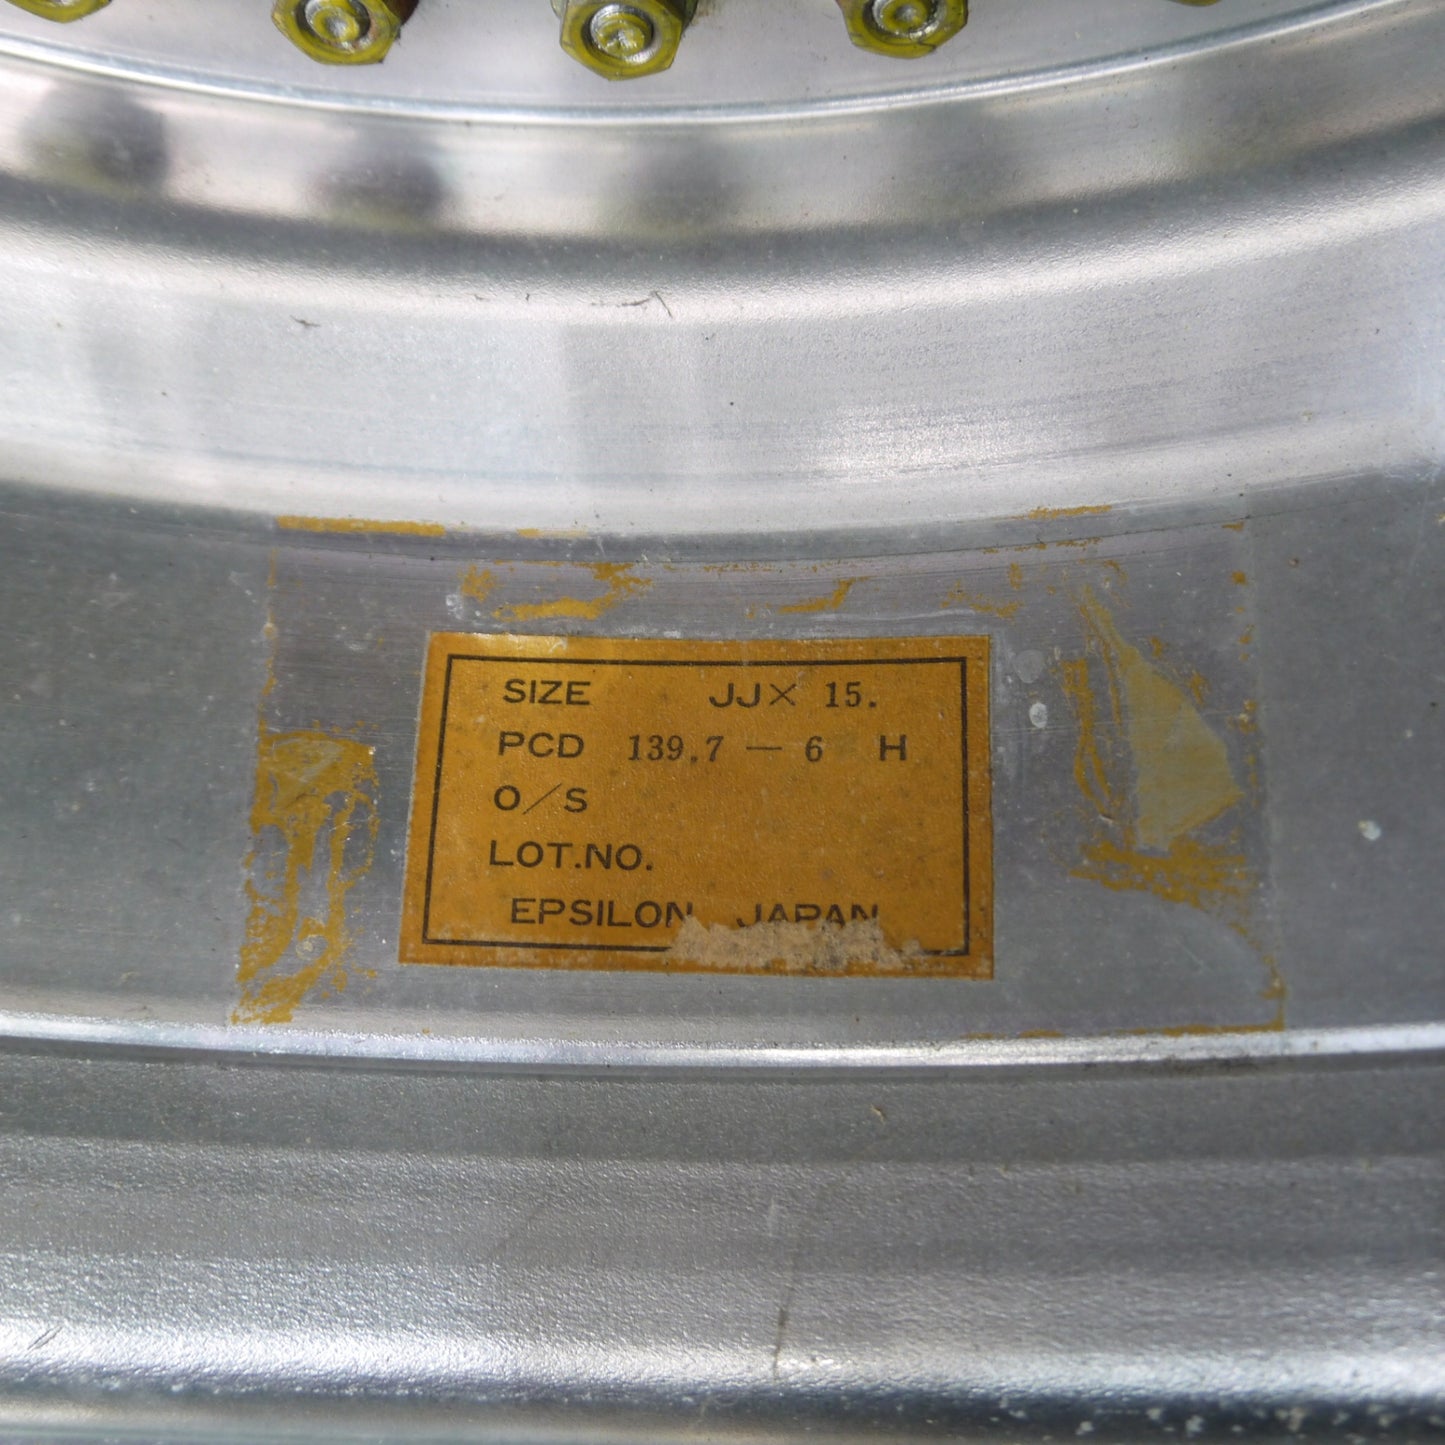 SIZE JJ× 15.
PCD 139.7 — 6 H
O/S
LOT.NO.
EPSILON JAPAN